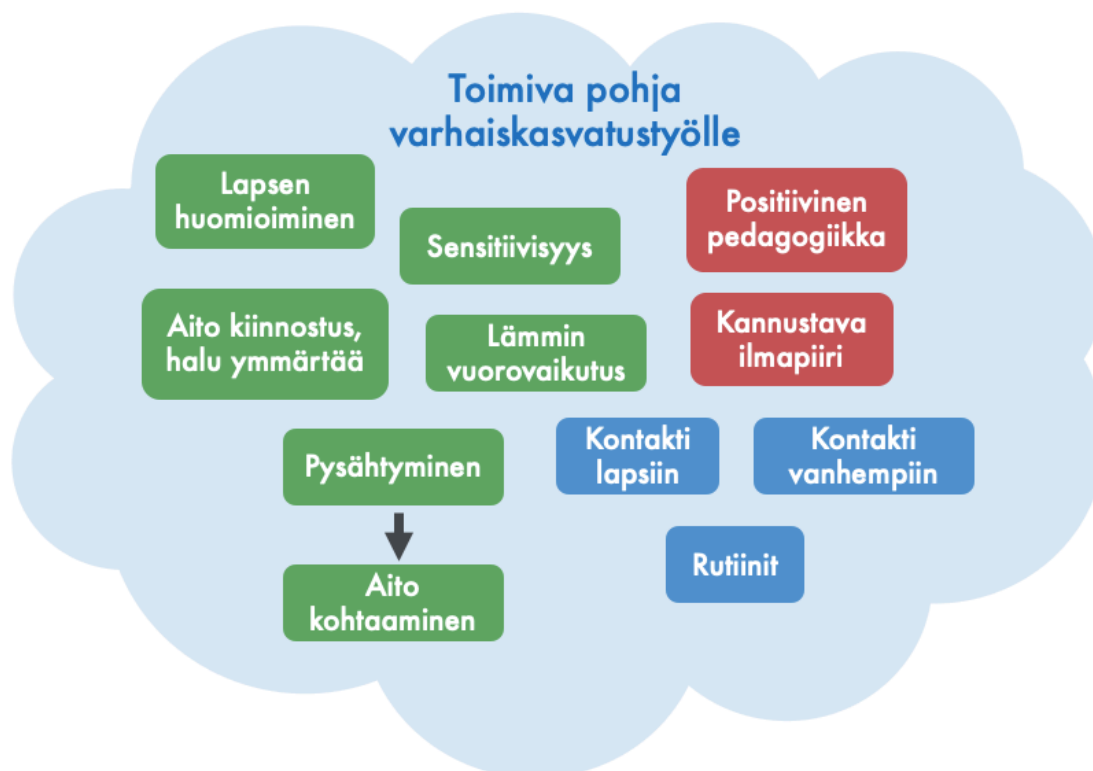 Toimiva pohja
varhaiskasvatustyölle
Lapsen
huomioiminen
Sensitiivisyys
Positiivinen
pedagogiikka
Aito kiinnostus,
halu ymmärtää
Lämmin
vuorovaikutus
Kannustava
ilmapiiri
Pysähtyminen
Kontakti
lapsiin
Kontakti
vanhempiin
Aito
kohtaaminen
Rutiinit